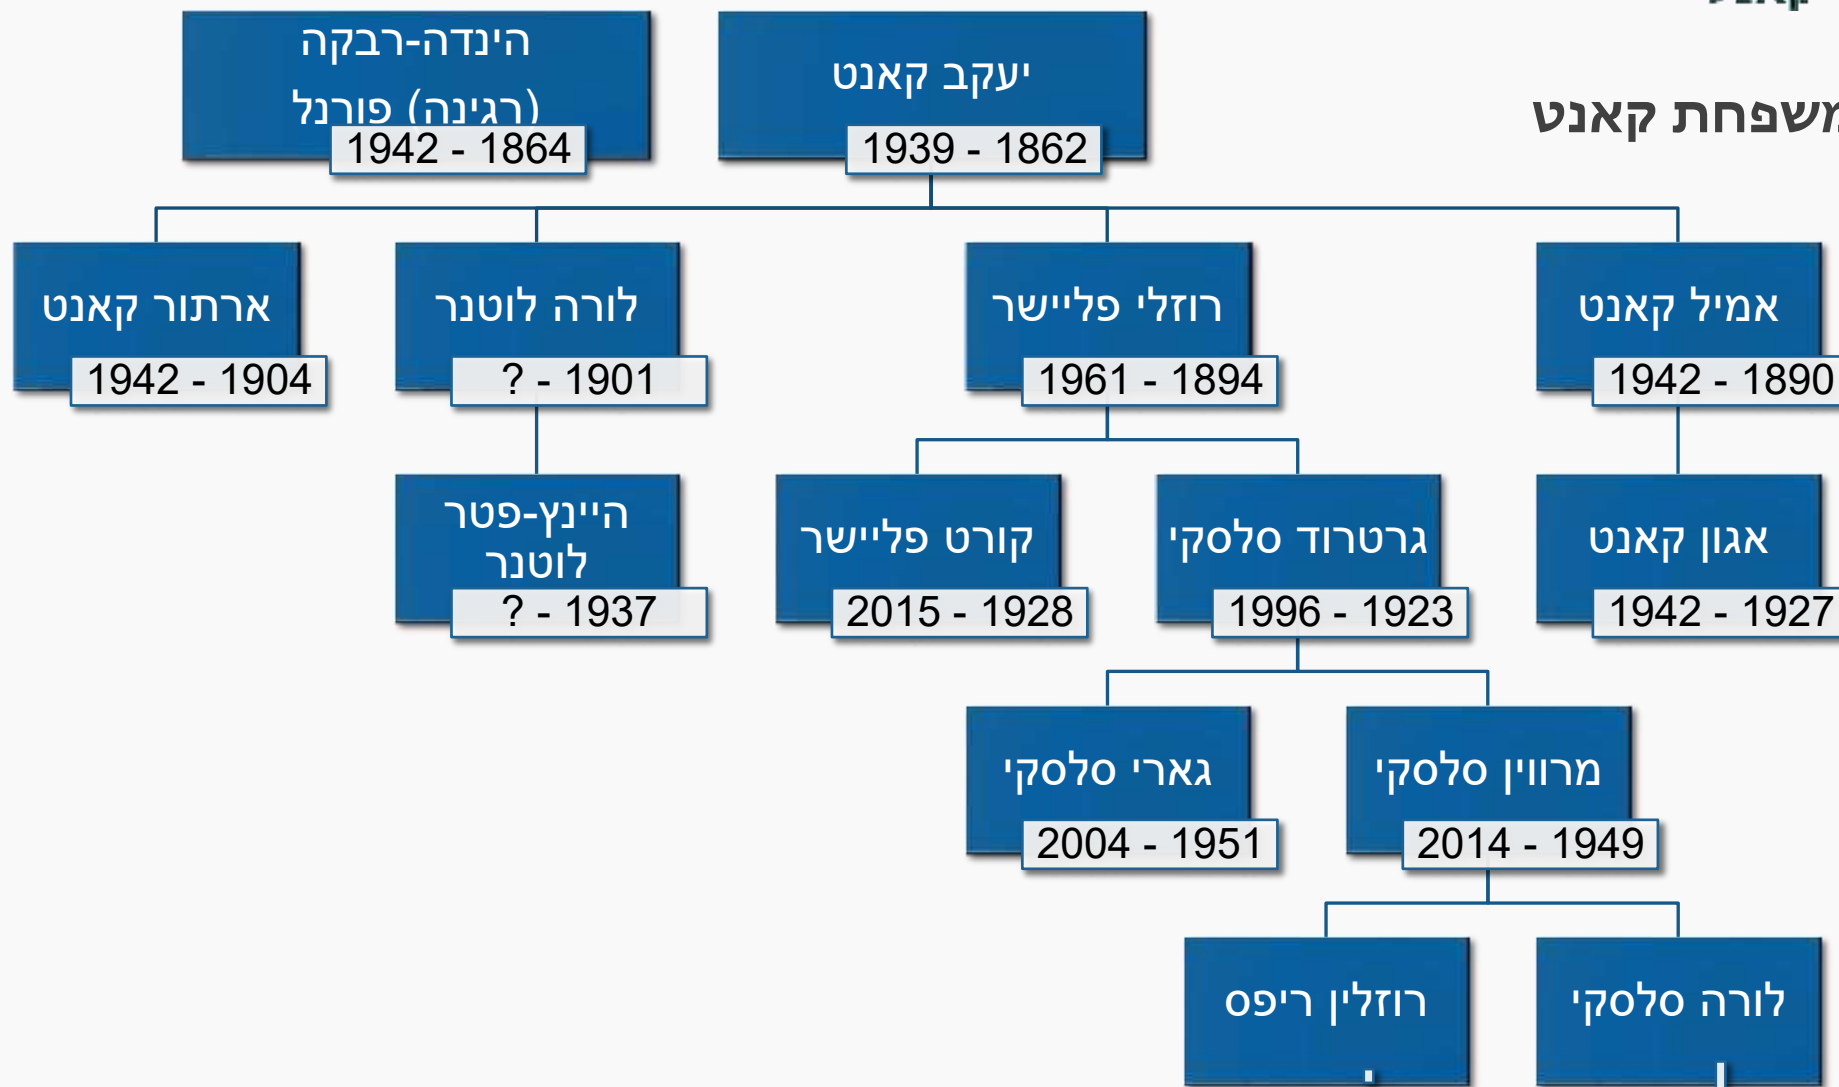 משפחת קאנט
יעקב קאנט
1939 - 1862
הינדה-רבקה
(רגינה) פורנל
1942 - 1864
אמיל קאנט
1942 - 1890
רוזלי פליישר
1961 - 1894
לורה לוטנר
? - 1901
ארתור קאנט
1942 - 1904
אגון קאנט
1942 - 1927
גרטרוד סלסקי
1996 - 1923
קורט פליישר
2015 - 1928
היינץ-פטר
לוטנר
? - 1937
מרווין סלסקי
2014 - 1949
גארי סלסקי
2004 - 1951
לורה סלסקי
רוזלין ריפס